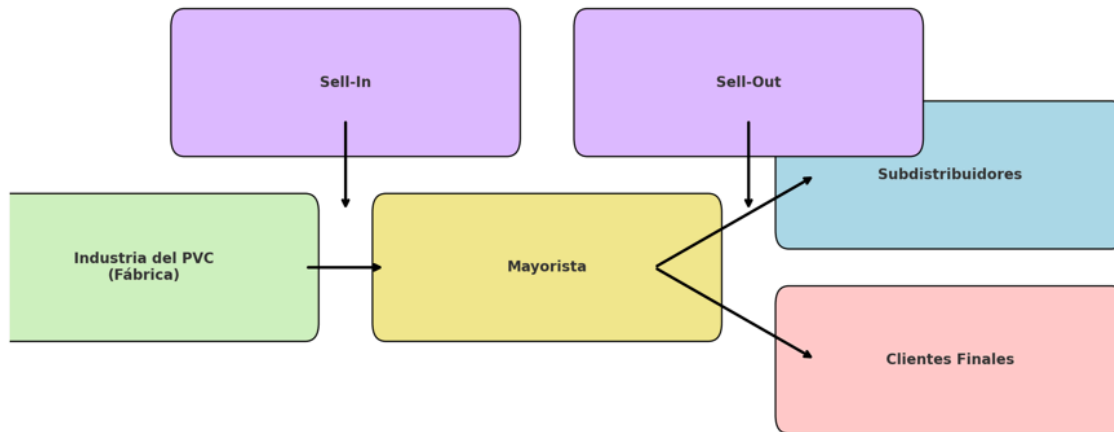 Sell-In
Sell-Out
Subdistribuidores
Industria del PVC
(Fábrica)
Mayorista
Clientes Finales